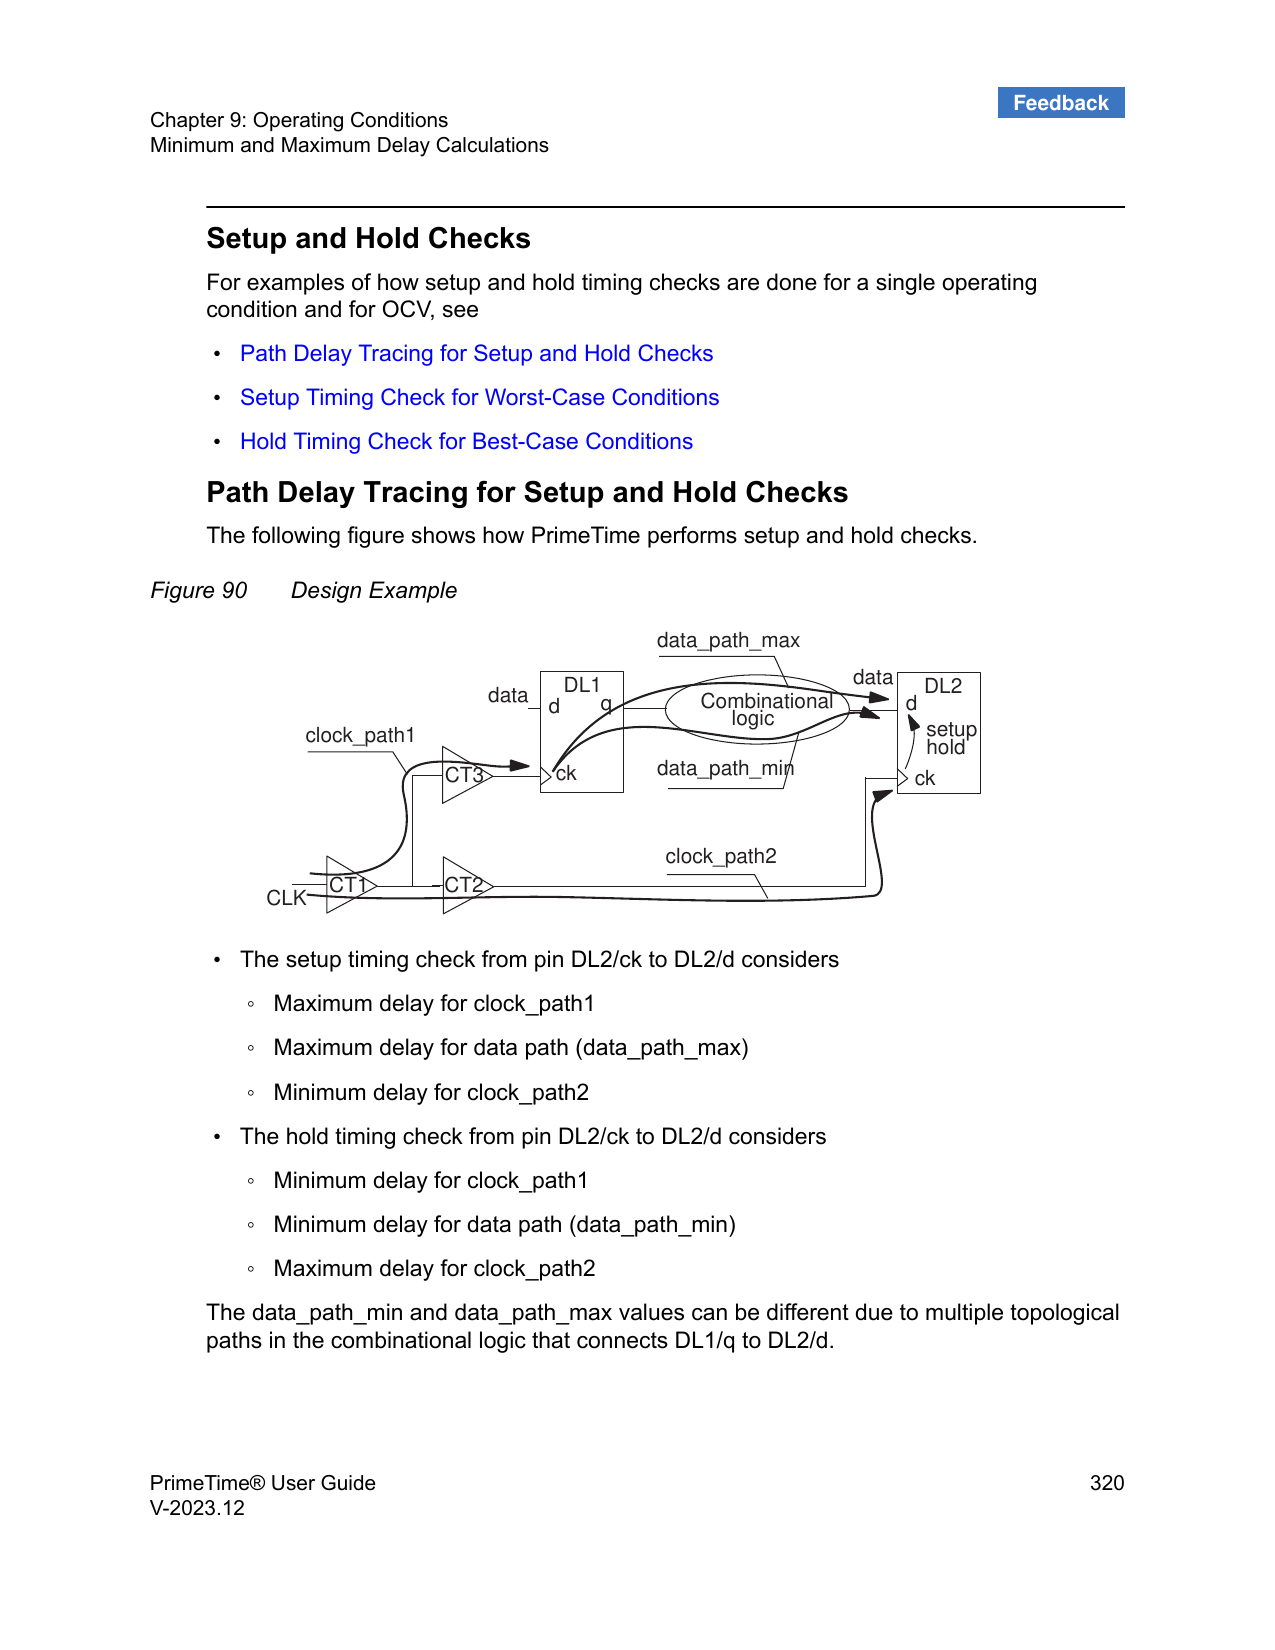 Feedback
Chapter 9: Operating Conditions
Minimum and Maximum Delay Calculations
Setup and Hold Checks
For examples of how setup and hold timing checks are done for a single operating
condition and for OCV, see
• Path Delay Tracing for Setup and Hold Checks
• Setup Timing Check for Worst-Case Conditions
• Hold Timing Check for Best-Case Conditions
Path Delay Tracing for Setup and Hold Checks
The following figure shows how PrimeTime performs setup and hold checks.
Figure 90 Design Example
data_path_max
data
DL1
d
q
Combinational
logic
data
DL2
d
setup
hold
clock_path1
CT3
ck
data_path_min
ck
clock_path2
CLK
CT1
CT2
• The setup timing check from pin DL2/ck to DL2/d considers
◦ Maximum delay for clock_path1
◦ Maximum delay for data path (data_path_max)
◦ Minimum delay for clock_path2
• The hold timing check from pin DL2/ck to DL2/d considers
◦ Minimum delay for clock_path1
◦ Minimum delay for data path (data_path_min)
◦ Maximum delay for clock_path2
The data_path_min and data_path_max values can be different due to multiple topological
paths in the combinational logic that connects DL1/q to DL2/d.
PrimeTime® User Guide 320
V-2023.12